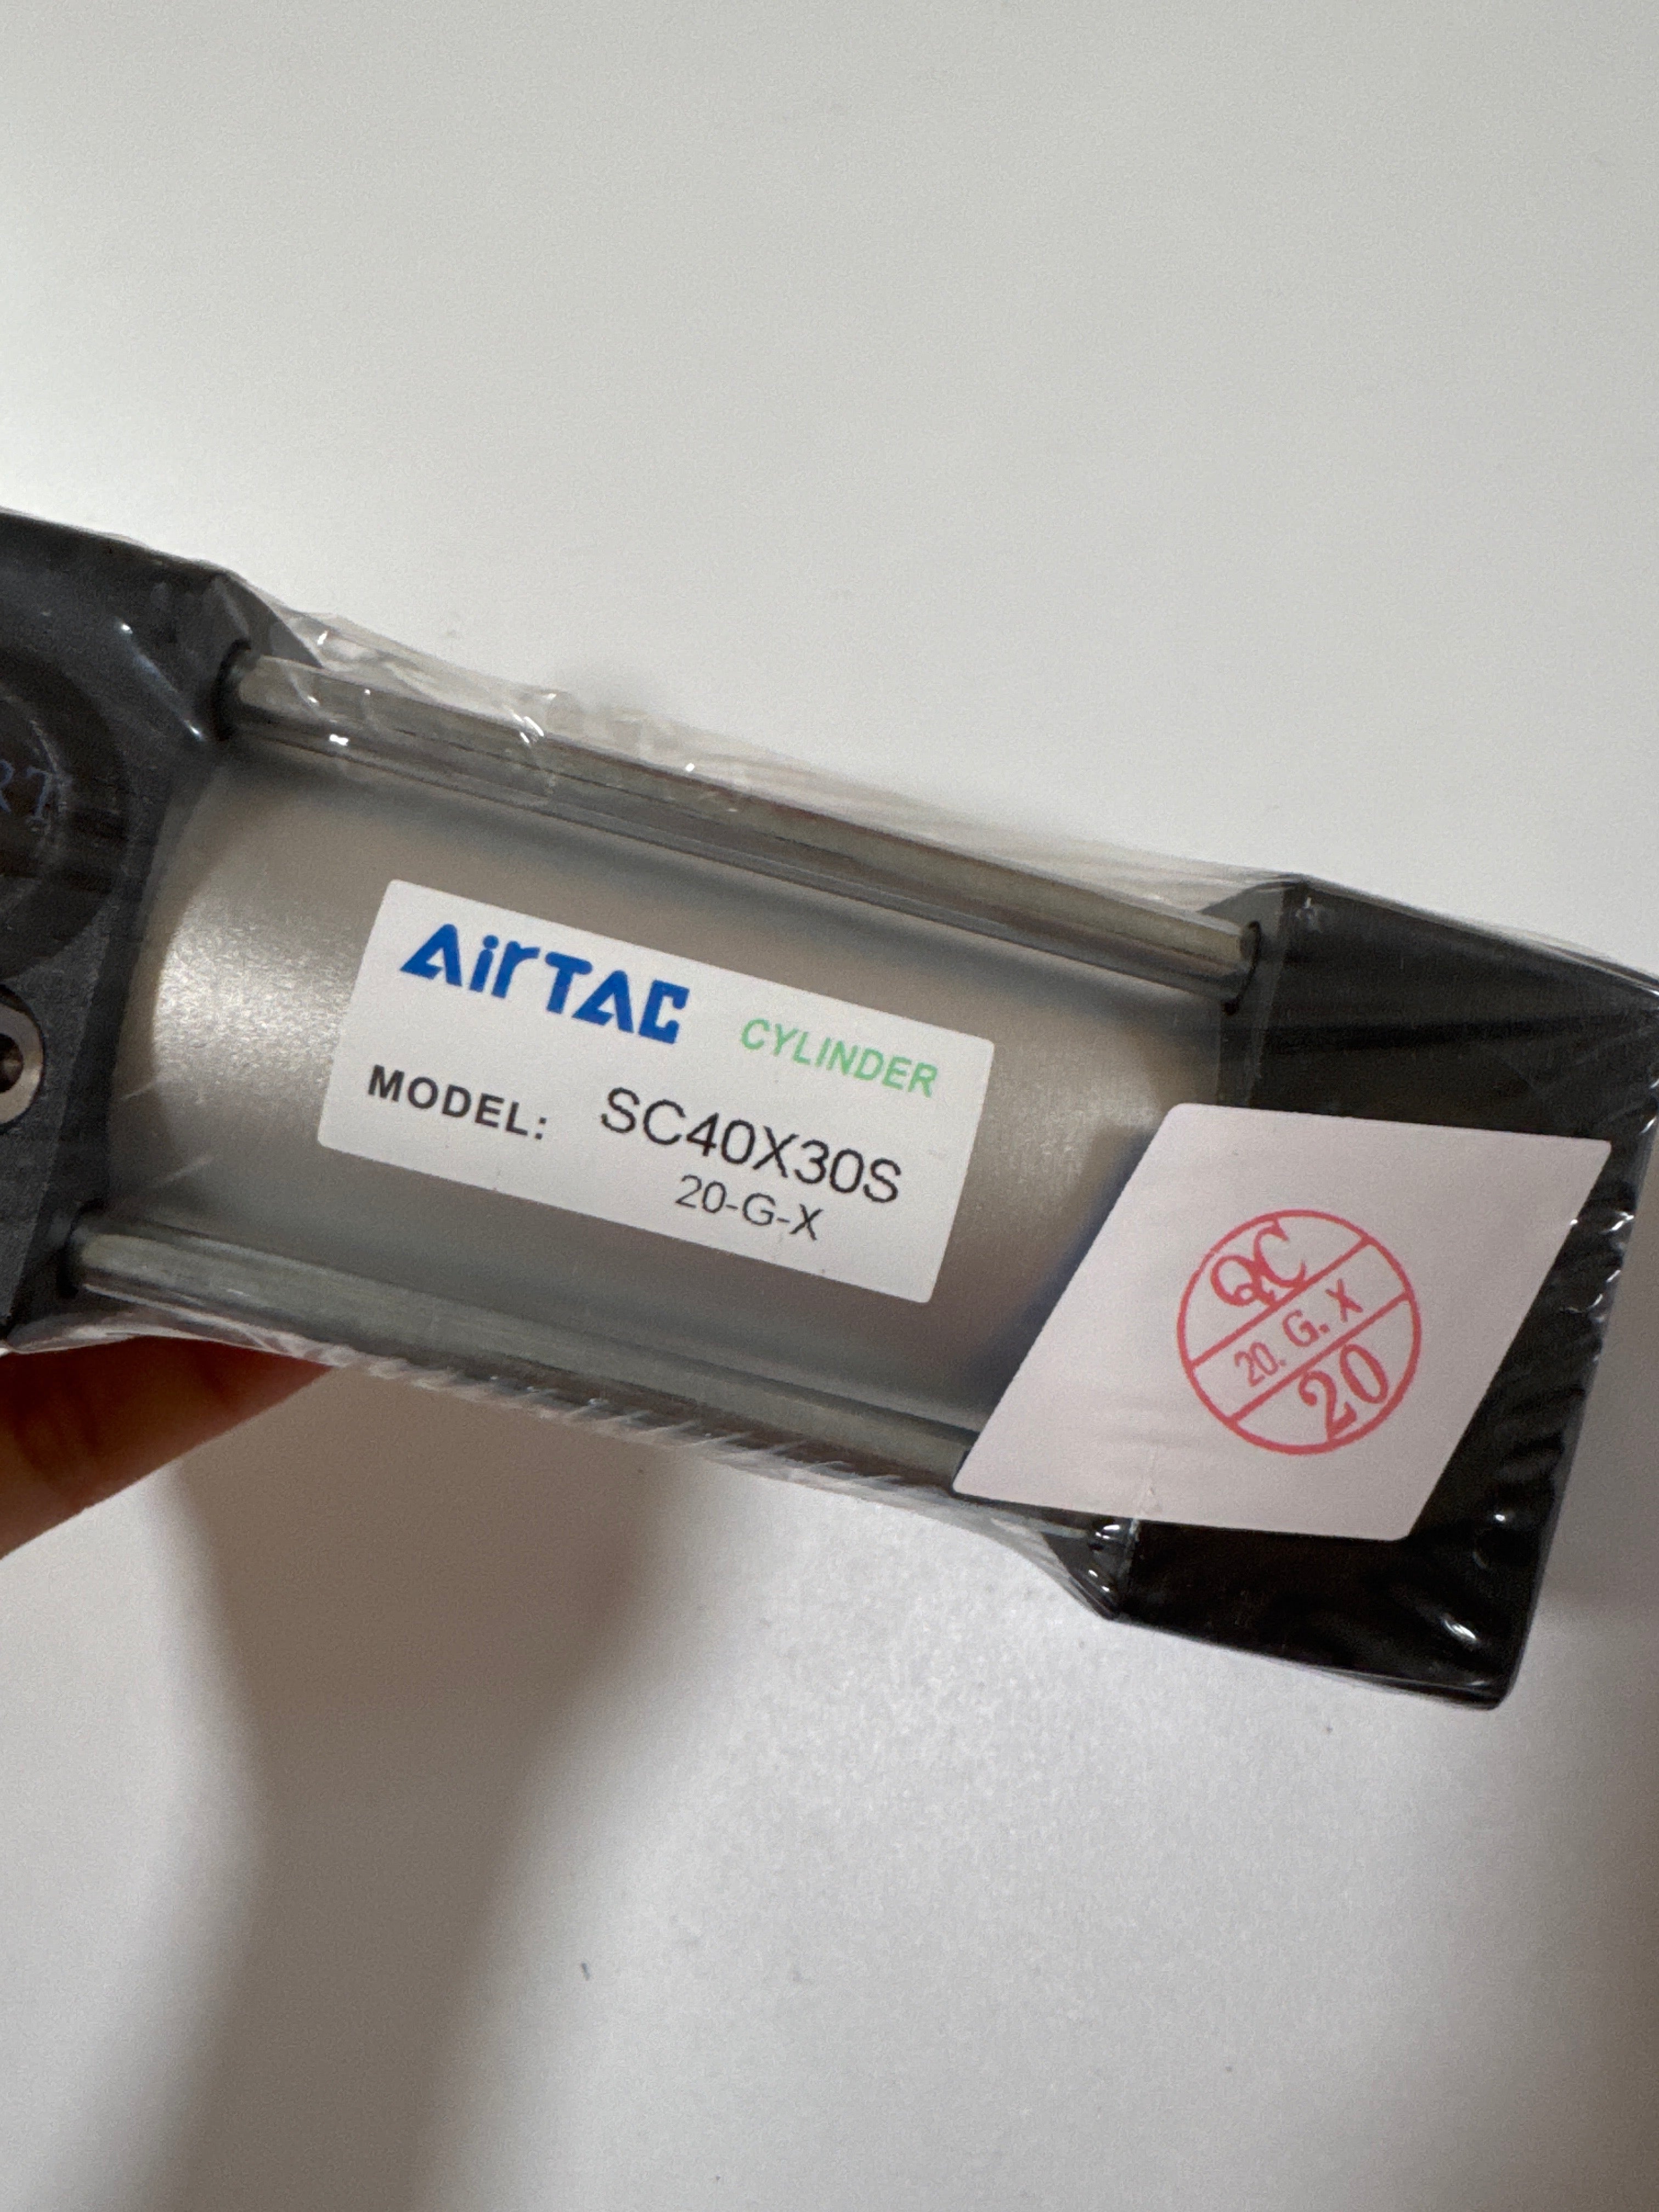 AirTAC CYLINDER
MODEL: SC40X30S
20-G-X
QC
20. G. X
20